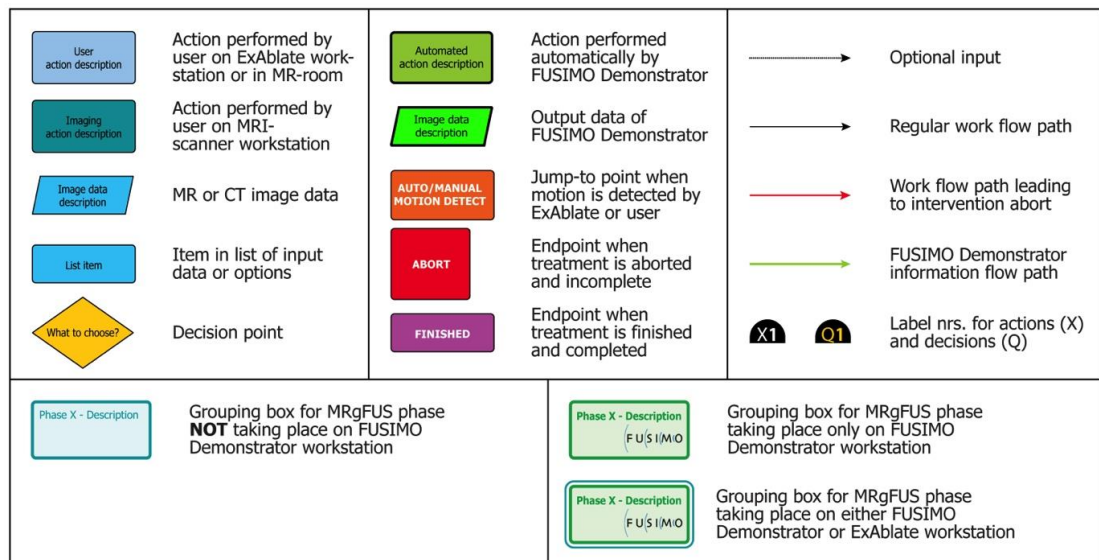 User
action description
Action performed by
user on ExAblate work-
station or in MR-room
Imaging
action description
Action performed by
user on MRI-
scanner workstation
Image data
description
MR or CT image data
List item
Item in list of input
data or options
What to choose?
Decision point
Automated
action description
Action performed
automatically by
FUSIMO Demonstrator
Image data
description
Output data of
FUSIMO Demonstrator
AUTO/MANUAL
MOTION DETECT
Jump-to point when
motion is detected by
ExAblate or user
ABORT
Endpoint when
treatment is aborted
and incomplete
FINISHED
Endpoint when
treatment is finished
and completed
Optional input
Regular work flow path
Work flow path leading
to intervention abort
FUSIMO Demonstrator
information flow path
X1 Q1
Label nrs. for actions (X)
and decisions (Q)
Phase X - Description
Grouping box for MRgFUS phase
NOT taking place on FUSIMO
Demonstrator workstation
Phase X - Description
FUSIMO
Grouping box for MRgFUS phase
taking place only on FUSIMO
Demonstrator workstation
Phase X - Description
FUSIMO
Grouping box for MRgFUS phase
taking place on either FUSIMO
Demonstrator or ExAblate workstation